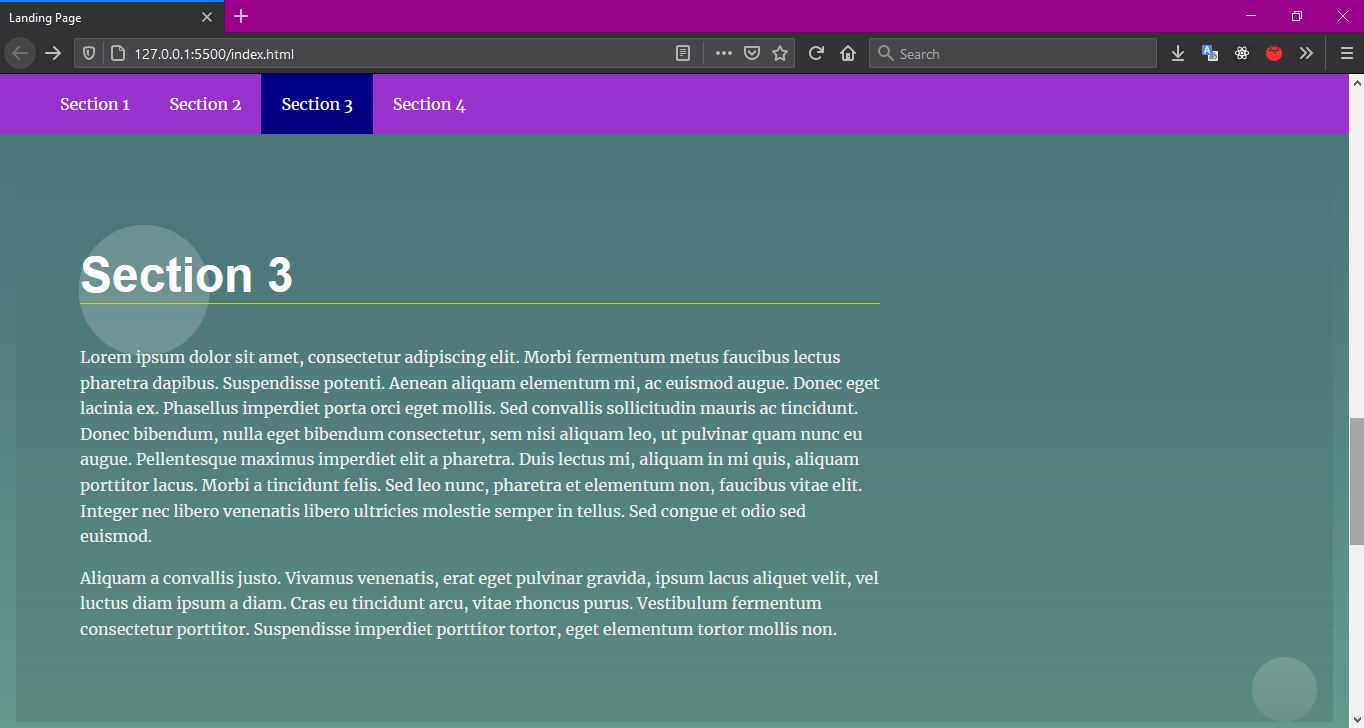 Landing Page
127.0.0.1:5500/index.html
Search
Section 1
Section 2
Section 3
Section 4
Section 3
Lorem ipsum dolor sit amet, consectetur adipiscing elit. Morbi fermentum metus faucibus lectus
pharetra dapibus. Suspendisse potenti. Aenean aliquam elementum mi, ac euismod augue. Donec eget
lacinia ex. Phasellus imperdiet porta orci eget mollis. Sed convallis sollicitudin mauris ac tincidunt.
Donec bibendum, nulla eget bibendum consectetur, sem nisi aliquam leo, ut pulvinar quam nunc eu
augue. Pellentesque maximus imperdiet elit a pharetra. Duis lectus mi, aliquam in mi quis, aliquam
porttitor lacus. Morbi a tincidunt felis. Sed leo nunc, pharetra et elementum non, faucibus vitae elit.
Integer nec libero venenatis libero ultricies molestie semper in tellus. Sed congue et odio sed
euismod.
Aliquam a convallis justo. Vivamus venenatis, erat eget pulvinar gravida, ipsum lacus aliquet velit, vel
luctus diam ipsum a diam. Cras eu tincidunt arcu, vitae rhoncus purus. Vestibulum fermentum
consectetur porttitor. Suspendisse imperdiet porttitor tortor, eget elementum tortor mollis non.